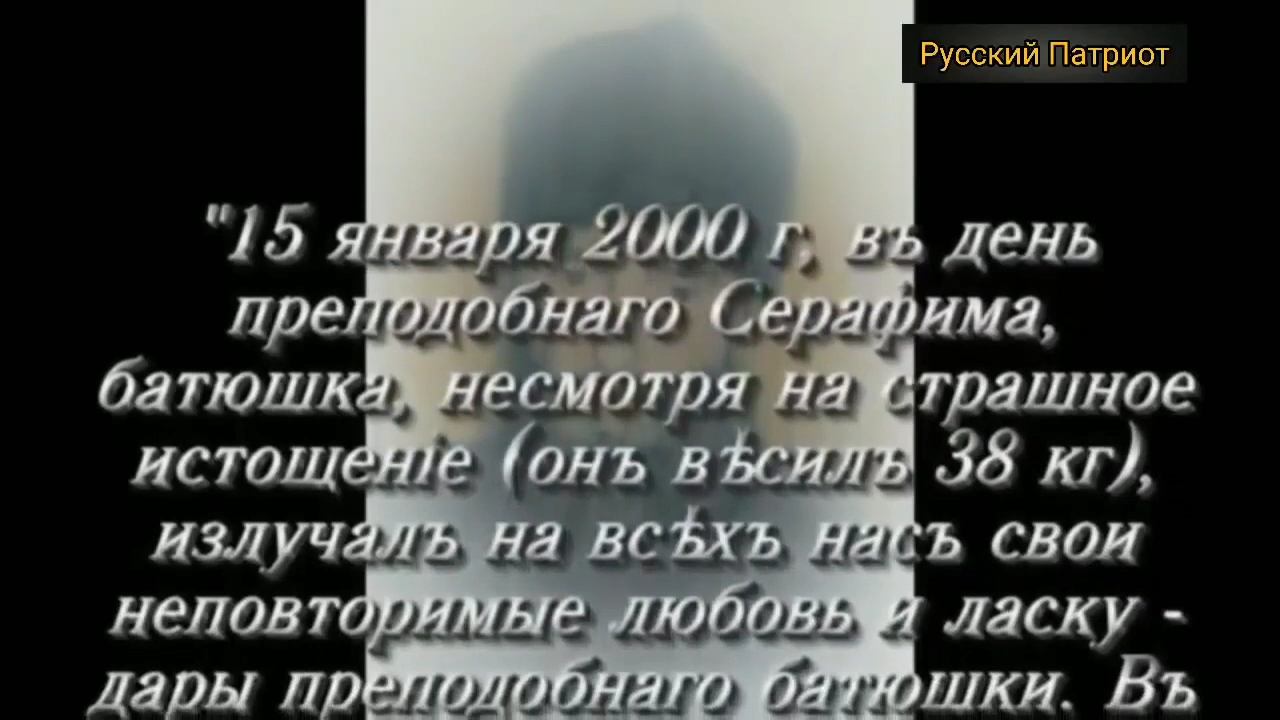 Русский Патриот
"15 января 2000 г, въ день
преподобнаго Серафима,
батюшка, несмотря на страшное
истощенiе (онъ вѣсилъ 38 кг),
излучалъ на всѣхъ насъ свои
неповторимые любовь и ласку -
дары преподобнаго батюшки. Въ